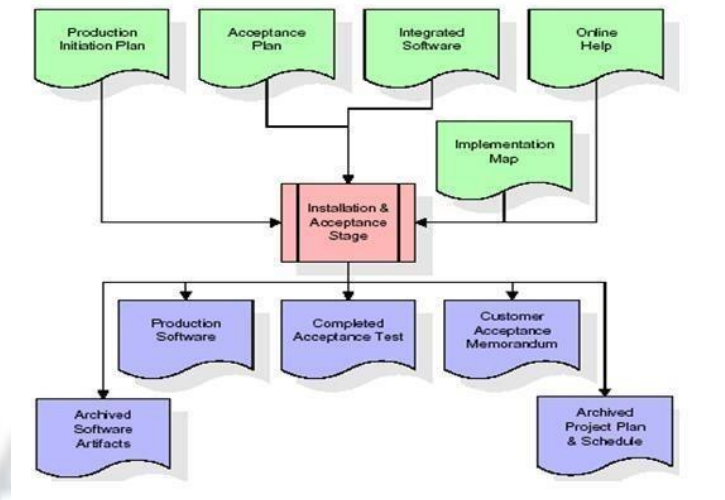 Production
Initiation Plan
Acceptance
Plan
Integrated
Software
Online
Help
Implementation
Map
Installation &
Acceptance
Stage
Production
Software
Completed
Acceptance Test
Customer
Acceptance
Memorandum
Archived
Software
Artifacts
Archived
Project Plan
& Schedule